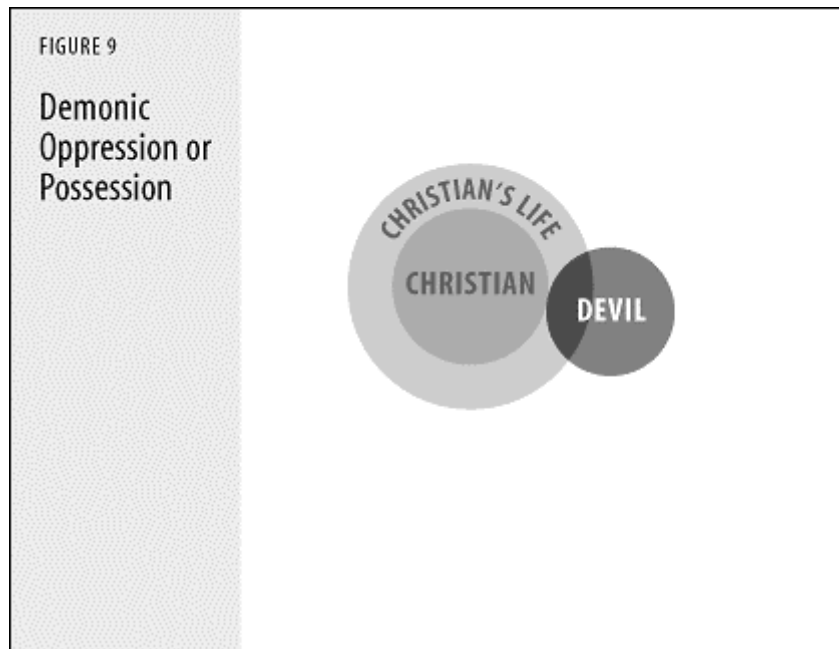 FIGURE 9
Demonic
Oppression or
Possession
CHRISTIAN'S LIFE
CHRISTIAN
DEVIL